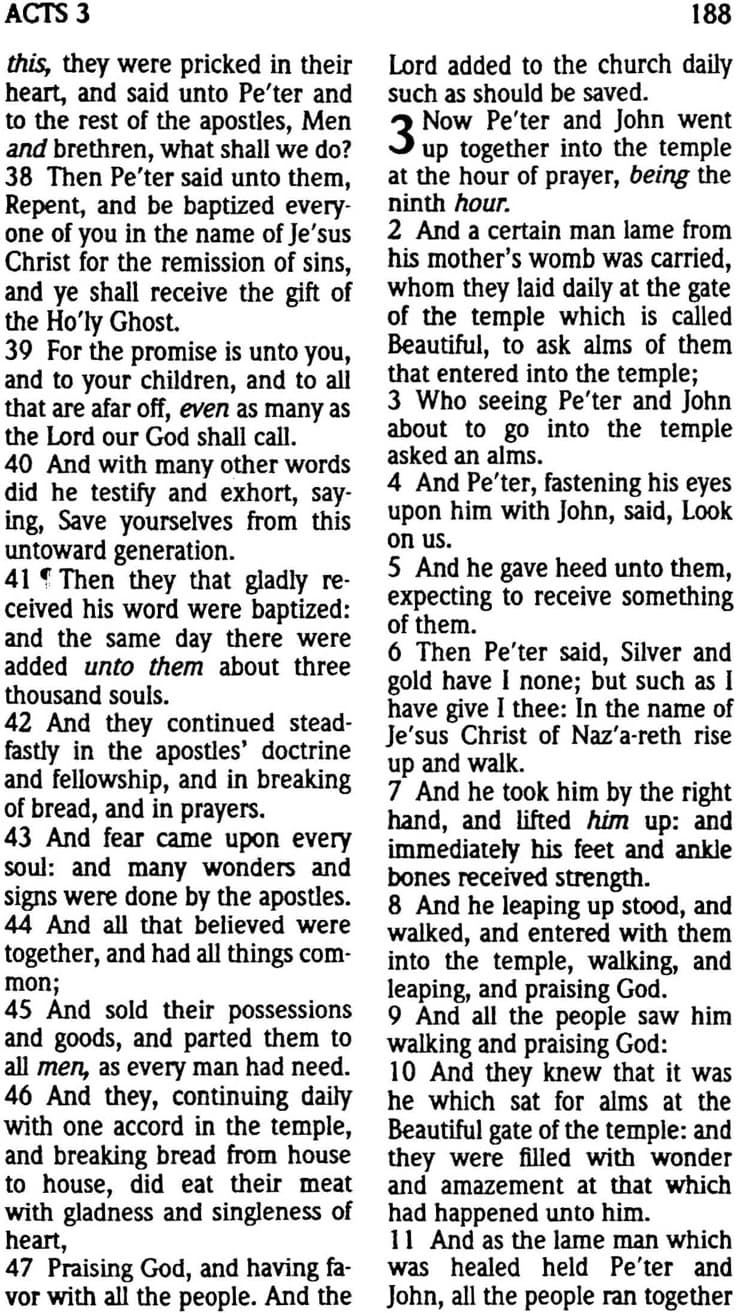 ACTS 3
188
this, they were pricked in their
heart, and said unto Pe′ter and
to the rest of the apostles, Men
and brethren, what shall we do?
38 Then Pe′ter said unto them,
Repent, and be baptized every-
one of you in the name of Je′sus
Christ for the remission of sins,
and ye shall receive the gift of
the Ho′ly Ghost.
39 For the promise is unto you,
and to your children, and to all
that are afar off, even as many as
the Lord our God shall call.
40 And with many other words
did he testify and exhort, say-
ing, Save yourselves from this
untoward generation.
41 ¶ Then they that gladly re-
ceived his word were baptized:
and the same day there were
added unto them about three
thousand souls.
42 And they continued stead-
fastly in the apostles’ doctrine
and fellowship, and in breaking
of bread, and in prayers.
43 And fear came upon every
soul: and many wonders and
signs were done by the apostles.
44 And all that believed were
together, and had all things com-
mon;
45 And sold their possessions
and goods, and parted them to
all men, as every man had need.
46 And they, continuing daily
with one accord in the temple,
and breaking bread from house
to house, did eat their meat
with gladness and singleness of
heart,
47 Praising God, and having fa-
vor with all the people. And the
Lord added to the church daily
such as should be saved.
3 Now Pe′ter and John went
up together into the temple
at the hour of prayer, being the
ninth hour.
2 And a certain man lame from
his mother’s womb was carried,
whom they laid daily at the gate
of the temple which is called
Beautiful, to ask alms of them
that entered into the temple;
3 Who seeing Pe′ter and John
about to go into the temple
asked an alms.
4 And Pe′ter, fastening his eyes
upon him with John, said, Look
on us.
5 And he gave heed unto them,
expecting to receive something
of them.
6 Then Pe′ter said, Silver and
gold have I none; but such as I
have give I thee: In the name of
Je′sus Christ of Naz′a-reth rise
up and walk.
7 And he took him by the right
hand, and lifted him up: and
immediately his feet and ankle
bones received strength.
8 And he leaping up stood, and
walked, and entered with them
into the temple, walking, and
leaping, and praising God.
9 And all the people saw him
walking and praising God:
10 And they knew that it was
he which sat for alms at the
Beautiful gate of the temple: and
they were filled with wonder
and amazement at that which
had happened unto him.
11 And as the lame man which
was healed held Pe′ter and
John, all the people ran together